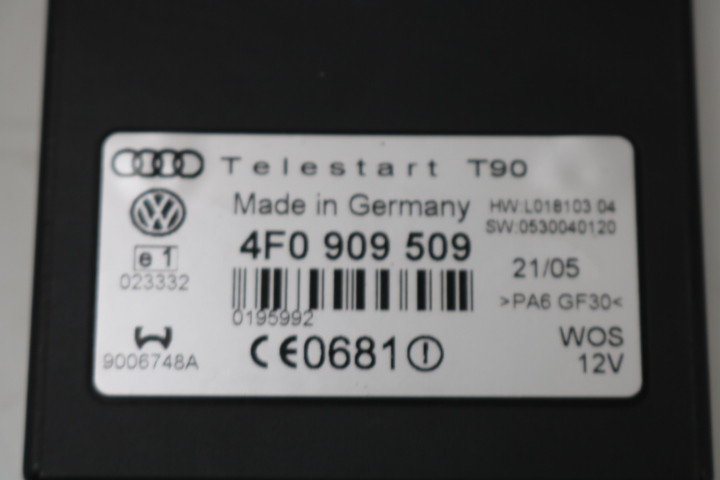 Telestart T90
Made in Germany
HW:L018103 04
SW:0530040120
4F0 909 509
e 1
023332
21/05
>PA6 GF30<
0195992
9006748A
CE0681
WOS
12V